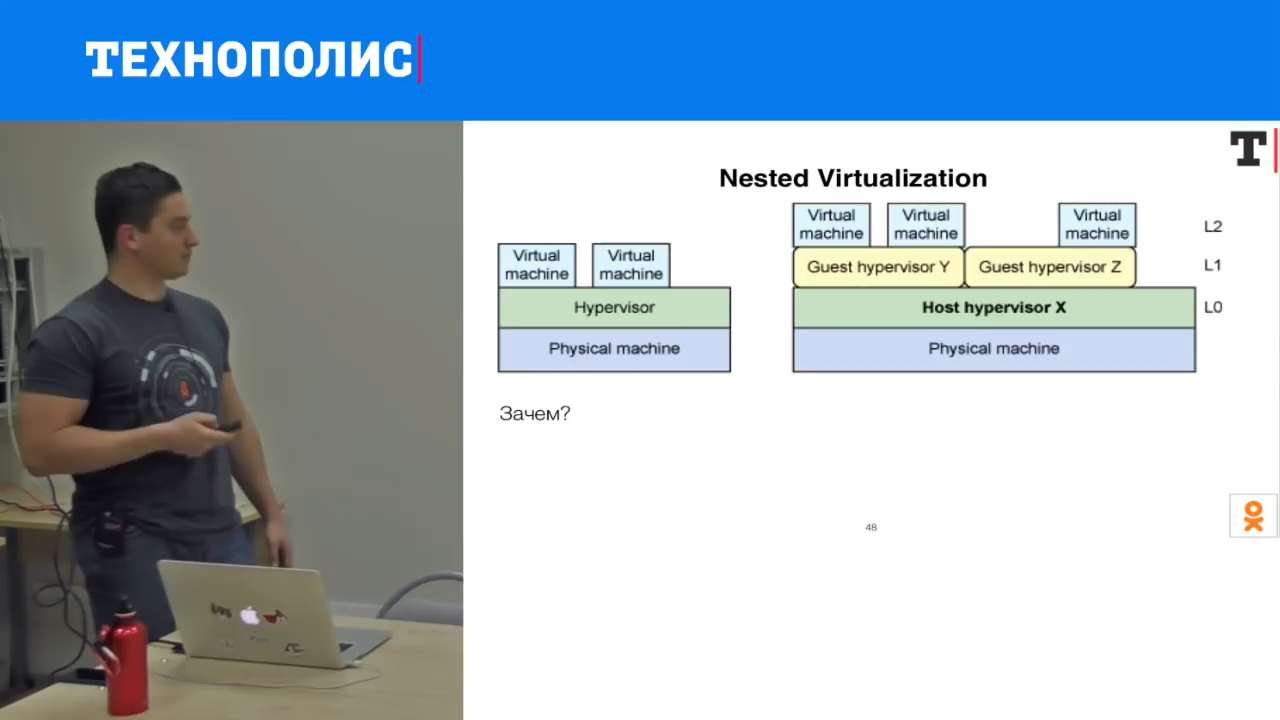 ТЕХНОПОЛИС
T
Nested Virtualization
Virtual machine
Virtual machine
Hypervisor
Physical machine
Virtual machine
Virtual machine
Virtual machine
L2
Guest hypervisor Y
Guest hypervisor Z
L1
Host hypervisor X
L0
Physical machine
Зачем?
48